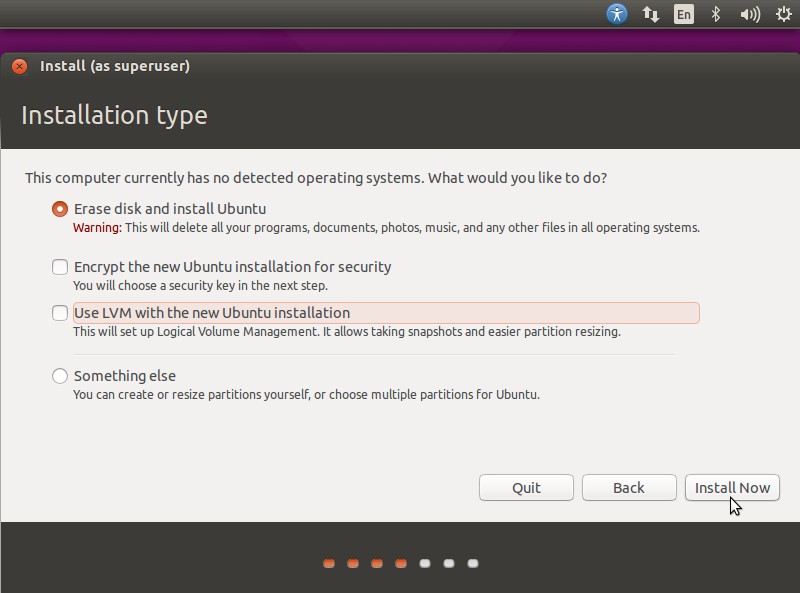 En
Install (as superuser)
Installation type
This computer currently has no detected operating systems. What would you like to do?
Erase disk and install Ubuntu
Warning: This will delete all your programs, documents, photos, music, and any other files in all operating systems.
Encrypt the new Ubuntu installation for security
You will choose a security key in the next step.
Use LVM with the new Ubuntu installation
This will set up Logical Volume Management. It allows taking snapshots and easier partition resizing.
Something else
You can create or resize partitions yourself, or choose multiple partitions for Ubuntu.
Quit Back Install Now